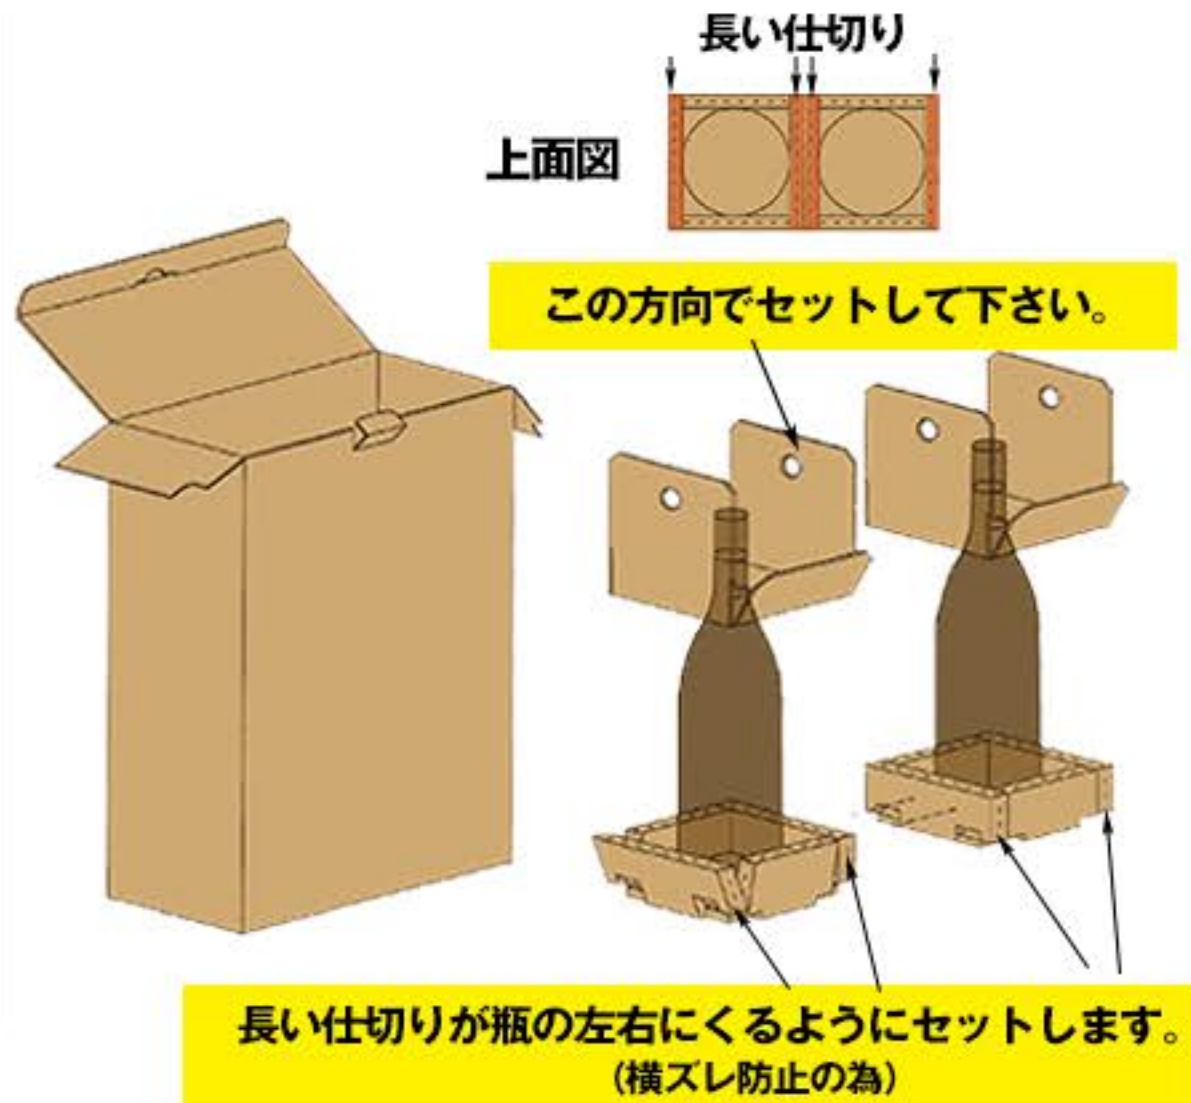 長い仕切り
上面図
この方向でセットして下さい。
長い仕切りが瓶の左右にくるようにセットします。
(横ズレ防止の為)